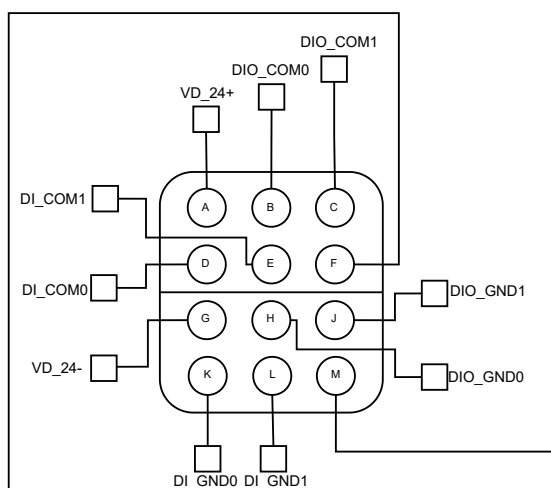 DIO_COM1
DIO_COM0
VD_24+
DI_COM1
A
B
C
D
E
F
DI_COM0
DIO_GND1
G
H
J
VD_24-
K
L
M
DIO_GND0
DI_GND0
DI_GND1